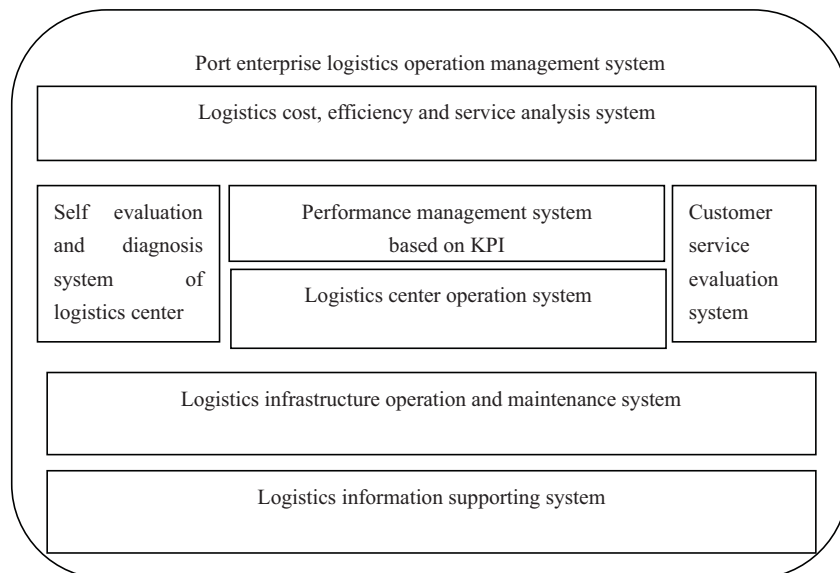 Port enterprise logistics operation management system
Logistics cost, efficiency and service analysis system
Self evaluation
and diagnosis
system of
logistics center
Performance management system
based on KPI
Logistics center operation system
Customer
service
evaluation
system
Logistics infrastructure operation and maintenance system
Logistics information supporting system